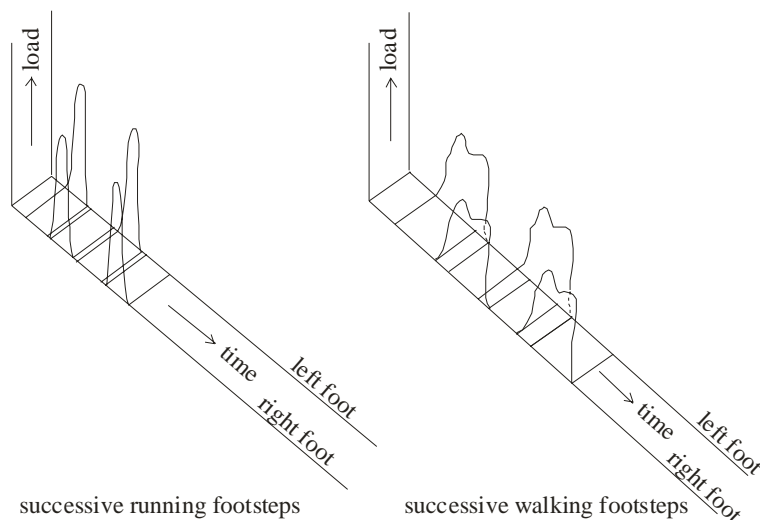 load
time
left foot
right foot
successive running footsteps
load
time
left foot
right foot
successive walking footsteps